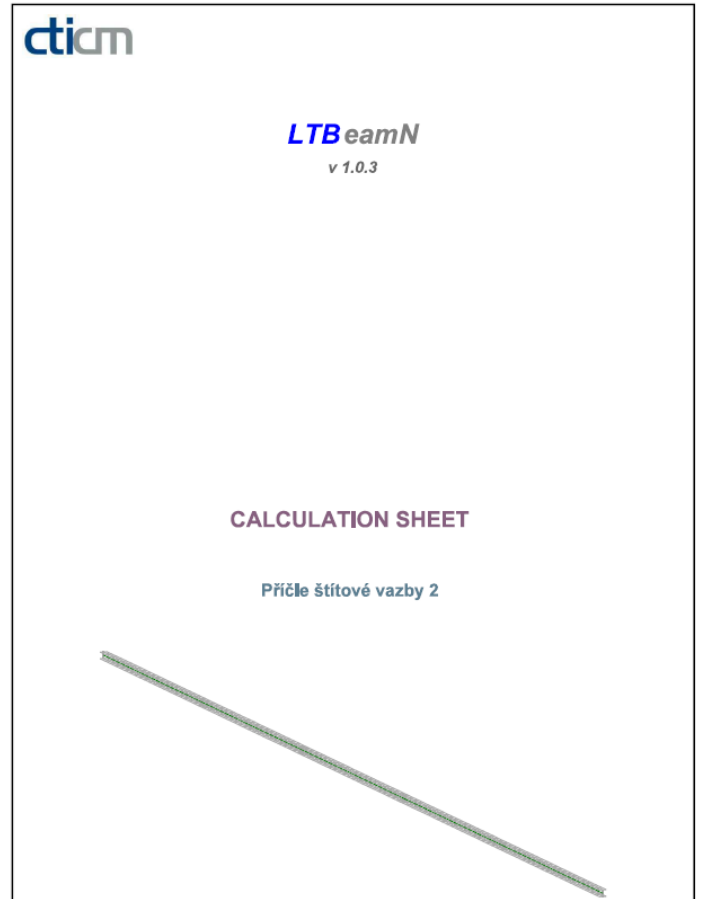 cticm
LTBeamN
v 1.0.3
CALCULATION SHEET
Příčle štítové vazby 2